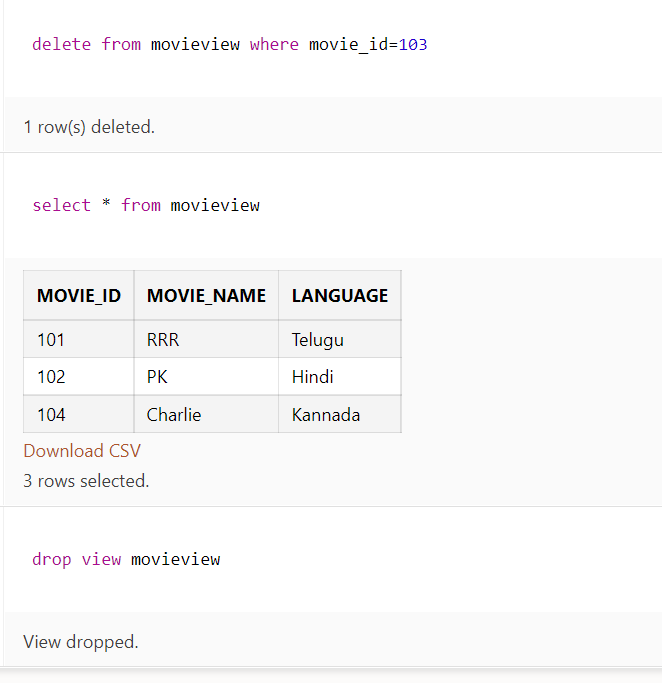 delete from movieview where movie_id=103
1 row(s) deleted.
select * from movieview
MOVIE_ID MOVIE_NAME LANGUAGE
101 RRR Telugu
102 PK Hindi
104 Charlie Kannada
Download CSV
3 rows selected.
drop view movieview
View dropped.